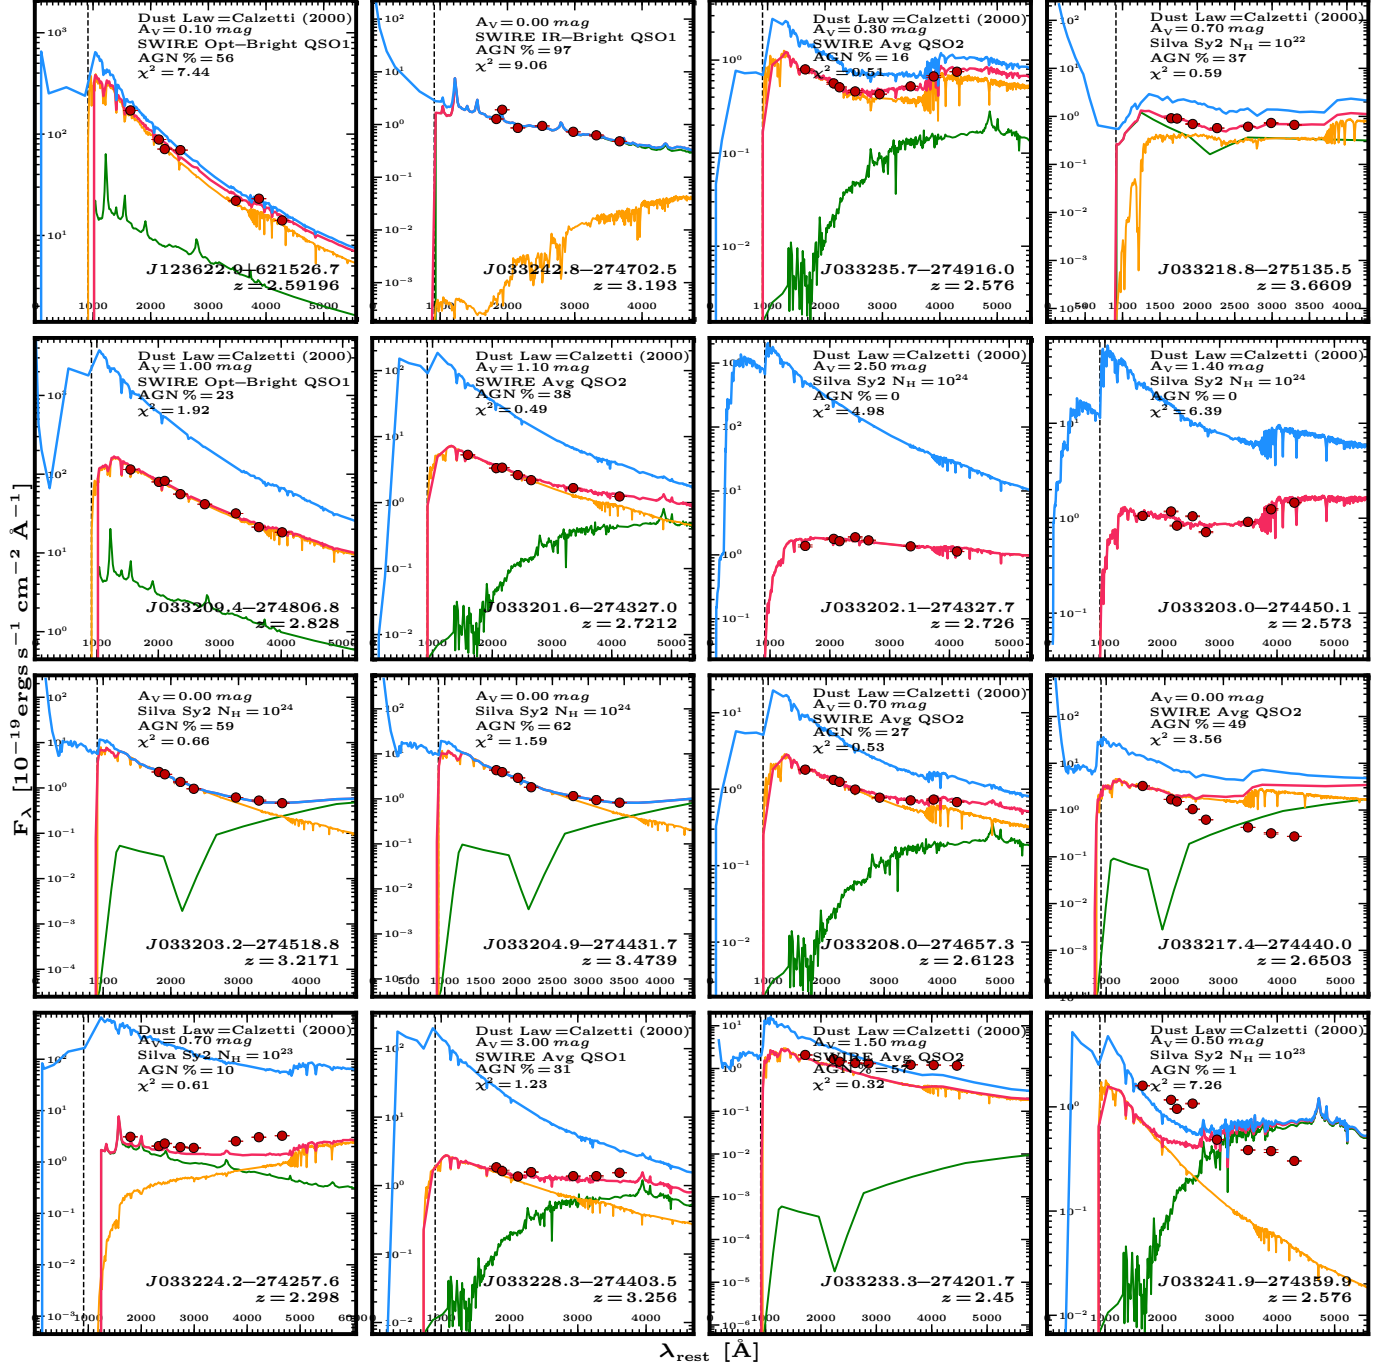 Dust Law=Calzetti (2000)
A_V=0.10 mag
SWIRE Opt–Bright QSO1
AGN %=56
χ²=7.44
J123622.9+621526.7
z=2.59196
A_V=0.00 mag
SWIRE IR–Bright QSO1
AGN %=97
χ²=9.06
J033242.8−274702.5
z=3.193
Dust Law=Calzetti (2000)
A_V=0.30 mag
SWIRE Avg QSO2
AGN %=16
χ²=0.51
J033235.7−274916.0
z=2.576
Dust Law=Calzetti (2000)
A_V=0.70 mag
Silva Sy2 N_H=10²²
AGN %=37
χ²=0.59
J033218.8−275135.5
z=3.6609
Dust Law=Calzetti (2000)
A_V=1.00 mag
SWIRE Opt–Bright QSO1
AGN %=23
χ²=1.92
J033209.4−274806.8
z=2.828
Dust Law=Calzetti (2000)
A_V=1.10 mag
SWIRE Avg QSO2
AGN %=38
χ²=0.49
J033201.6−274327.0
z=2.7212
Dust Law=Calzetti (2000)
A_V=2.50 mag
Silva Sy2 N_H=10²⁴
AGN %=0
χ²=4.98
J033202.1−274327.7
z=2.726
Dust Law=Calzetti (2000)
A_V=1.40 mag
Silva Sy2 N_H=10²⁴
AGN %=0
χ²=6.39
J033203.0−274450.1
z=2.573
A_V=0.00 mag
Silva Sy2 N_H=10²⁴
AGN %=59
χ²=0.66
J033203.2−274518.8
z=3.2171
A_V=0.00 mag
Silva Sy2 N_H=10²⁴
AGN %=62
χ²=1.59
J033204.9−274431.7
z=3.4739
Dust Law=Calzetti (2000)
A_V=0.70 mag
SWIRE Avg QSO2
AGN %=27
χ²=0.53
J033208.0−274657.3
z=2.6123
A_V=0.00 mag
SWIRE Avg QSO2
AGN %=49
χ²=3.56
J033217.4−274440.0
z=2.6503
Dust Law=Calzetti (2000)
A_V=0.70 mag
Silva Sy2 N_H=10²³
AGN %=10
χ²=0.61
J033224.2−274257.6
z=2.298
Dust Law=Calzetti (2000)
A_V=3.00 mag
SWIRE Avg QSO1
AGN %=31
χ²=1.23
J033228.3−274403.5
z=3.256
Dust Law=Calzetti (2000)
A_V=1.50 mag
SWIRE Avg QSO2
AGN %=57
χ²=0.32
J033233.3−274201.7
z=2.45
Dust Law=Calzetti (2000)
A_V=0.50 mag
Silva Sy2 N_H=10²³
AGN %=1
χ²=7.26
J033241.9−274359.9
z=2.576
F_λ [10⁻¹⁹ ergs s⁻¹ cm⁻² Å⁻¹]
λ_rest [Å]